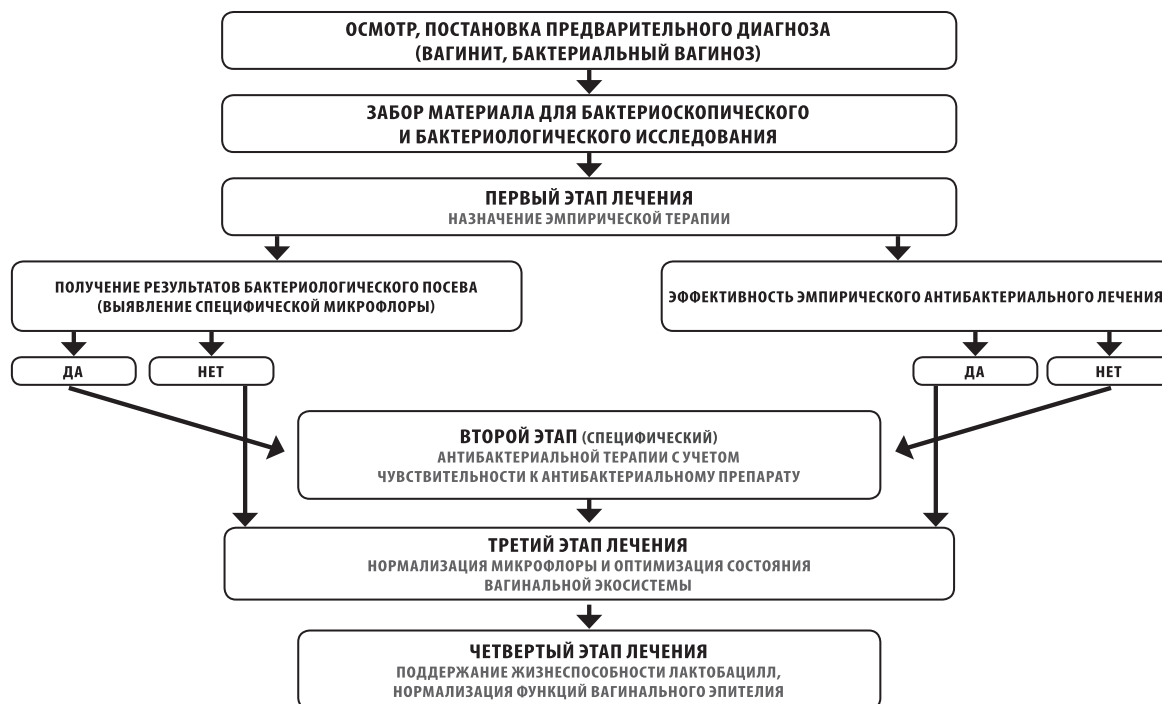 ОСМОТР, ПОСТАНОВКА ПРЕДВАРИТЕЛЬНОГО ДИАГНОЗА
(ВАГИНИТ, БАКТЕРИАЛЬНЫЙ ВАГИНОЗ)
ЗАБОР МАТЕРИАЛА ДЛЯ БАКТЕРИОСКОПИЧЕСКОГО
И БАКТЕРИОЛОГИЧЕСКОГО ИССЛЕДОВАНИЯ
ПЕРВЫЙ ЭТАП ЛЕЧЕНИЯ
НАЗНАЧЕНИЕ ЭМПИРИЧЕСКОЙ ТЕРАПИИ
ПОЛУЧЕНИЕ РЕЗУЛЬТАТОВ БАКТЕРИОЛОГИЧЕСКОГО ПОСЕВА
(ВЫЯВЛЕНИЕ СПЕЦИФИЧЕСКОЙ МИКРОФЛОРЫ)
ЭФФЕКТИВНОСТЬ ЭМПИРИЧЕСКОГО АНТИБАКТЕРИАЛЬНОГО ЛЕЧЕНИЯ
ДА
НЕТ
ДА
НЕТ
ВТОРОЙ ЭТАП (СПЕЦИФИЧЕСКИЙ)
АНТИБАКТЕРИАЛЬНОЙ ТЕРАПИИ С УЧЕТОМ
ЧУВСТВИТЕЛЬНОСТИ К АНТИБАКТЕРИАЛЬНОМУ ПРЕПАРАТУ
ТРЕТИЙ ЭТАП ЛЕЧЕНИЯ
НОРМАЛИЗАЦИЯ МИКРОФЛОРЫ И ОПТИМИЗАЦИЯ СОСТОЯНИЯ
ВАГИНАЛЬНОЙ ЭКОСИСТЕМЫ
ЧЕТВЕРТЫЙ ЭТАП ЛЕЧЕНИЯ
ПОДДЕРЖАНИЕ ЖИЗНЕСПОСОБНОСТИ ЛАКТОБАЦИЛЛ,
НОРМАЛИЗАЦИЯ ФУНКЦИЙ ВАГИНАЛЬНОГО ЭПИТЕЛИЯ